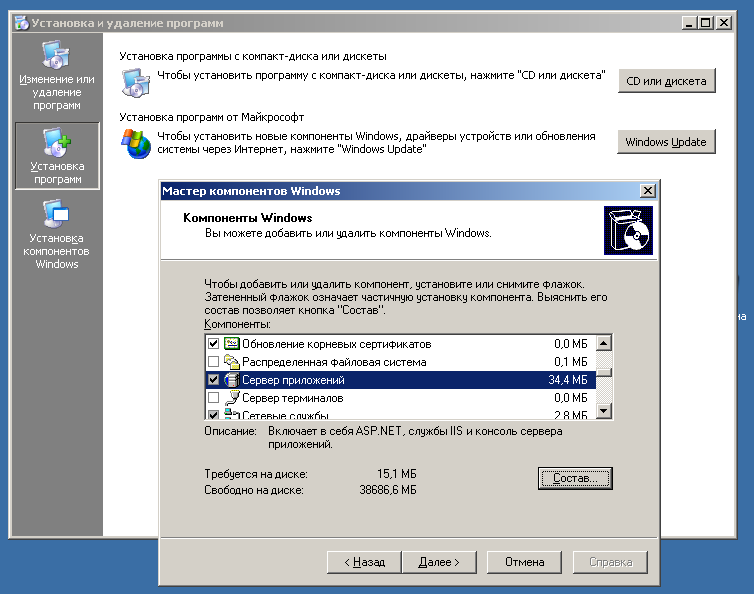 Установка и удаление программ
Изменение или
удаление
программ
Установка
программ
Установка
компонентов
Windows
Установка программы с компакт-диска или дискеты
Чтобы установить программу с компакт-диска или дискеты, нажмите "CD или дискета"
CD или дискета
Установка программ от Майкрософт
Чтобы установить новые компоненты Windows, драйверы устройств или обновления
системы через Интернет, нажмите "Windows Update"
Windows Update
Мастер компонентов Windows
Компоненты Windows
Вы можете добавить или удалить компоненты Windows.
Чтобы добавить или удалить компонент, установите или снимите флажок.
Затененный флажок означает частичную установку компонента. Выяснить его
состав позволяет кнопка "Состав".
Компоненты:
Обновление корневых сертификатов 0,0 МБ
Распределенная файловая система 0,1 МБ
Сервер приложений 34,4 МБ
Сервер терминалов 0,0 МБ
Сетевые службы 2,8 МБ
Описание: Включает в себя ASP.NET, службы IIS и консоль сервера
приложений.
Требуется на диске: 15,1 МБ
Свободно на диске: 38686,6 МБ
Состав...
< Назад
Далее >
Отмена
Справка
на